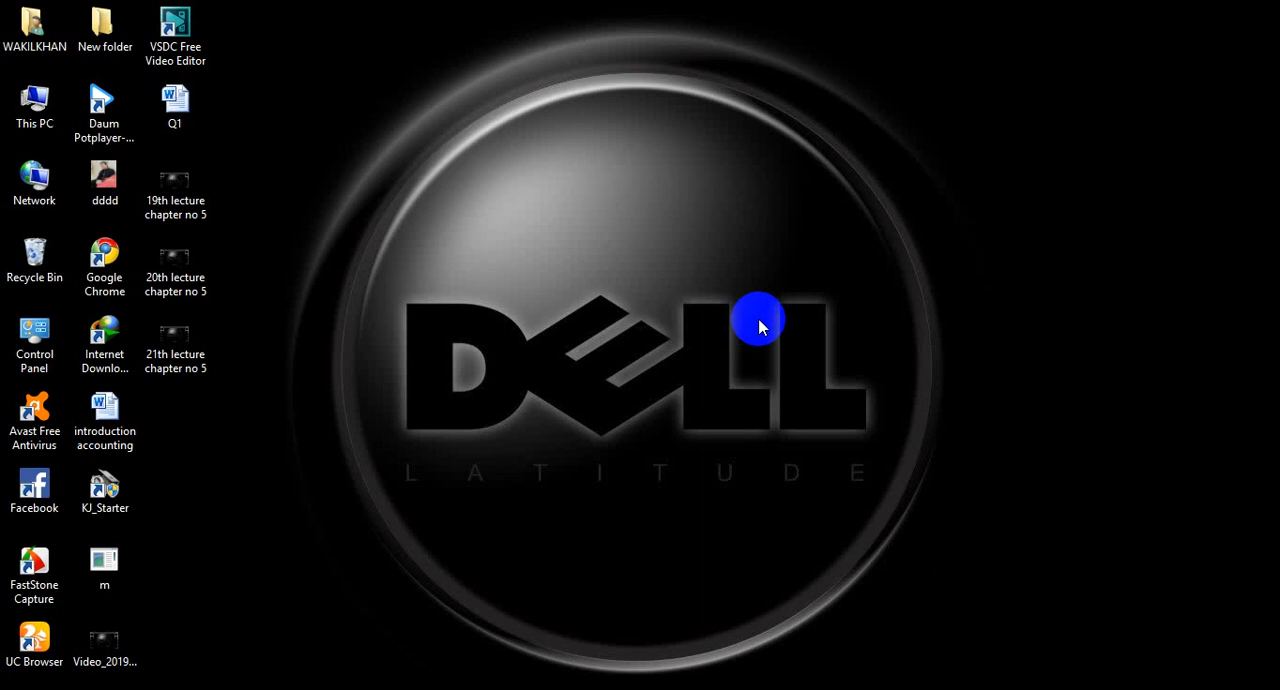 WAKILKHAN
New folder
VSDC Free
Video Editor
This PC
Daum
Potplayer-...
Q1
Network
dddd
19th lecture
chapter no 5
Recycle Bin
Google
Chrome
20th lecture
chapter no 5
Control
Panel
Internet
Downlo...
21th lecture
chapter no 5
Avast Free
Antivirus
introduction
accounting
Facebook
KJ_Starter
FastStone
Capture
m
UC Browser
Video_2019...
DELL
LATITUDE